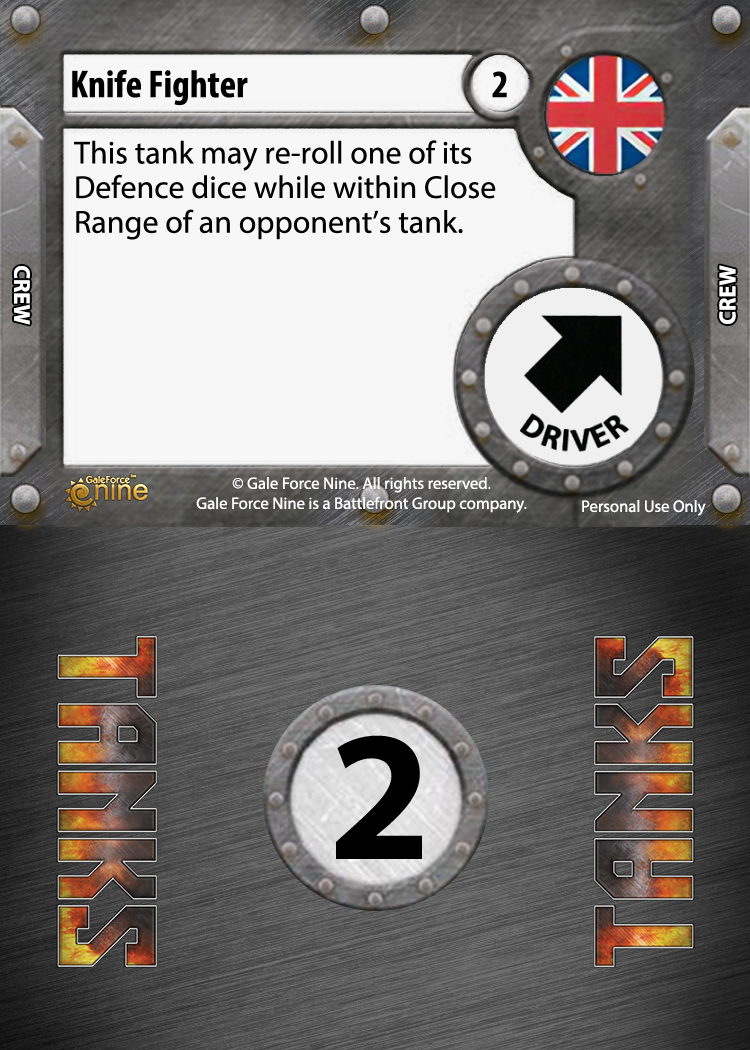 Knife Fighter
2
This tank may re-roll one of its
Defence dice while within Close
Range of an opponent's tank.
CREW
CREW
DRIVER
GaleForce™
nine
© Gale Force Nine. All rights reserved.
Gale Force Nine is a Battlefront Group company.
Personal Use Only
TANKS
2
TANKS